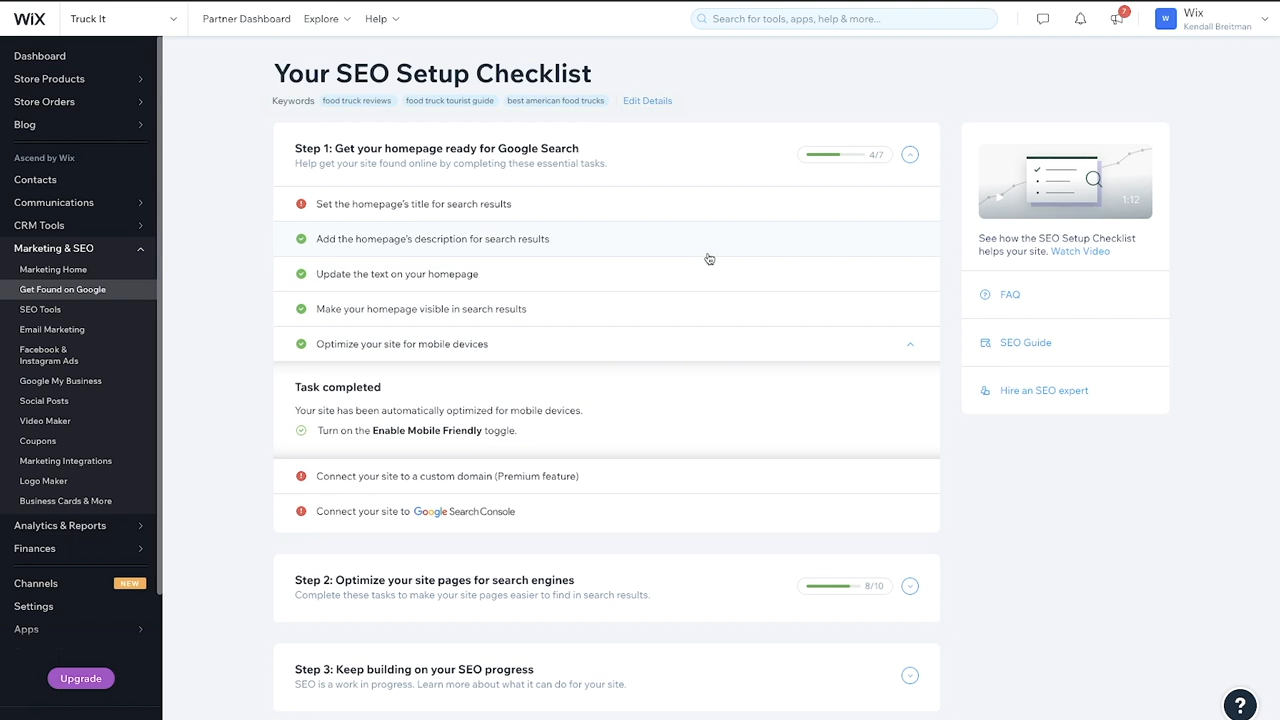 WiX
Truck It
Partner Dashboard
Explore
Help
Search for tools, apps, help & more...
7
W
Wix
Kendall Breitman
Dashboard
Store Products
Store Orders
Blog
Ascend by Wix
Contacts
Communications
CRM Tools
Marketing & SEO
Marketing Home
Get Found on Google
SEO Tools
Email Marketing
Facebook &
Instagram Ads
Google My Business
Social Posts
Video Maker
Coupons
Marketing Integrations
Logo Maker
Business Cards & More
Analytics & Reports
Finances
Channels NEW
Settings
Apps
Upgrade
Your SEO Setup Checklist
Keywords food truck reviews food truck tourist guide best american food trucks Edit Details
Step 1: Get your homepage ready for Google Search
Help get your site found online by completing these essential tasks.
4/7
Set the homepage's title for search results
Add the homepage's description for search results
Update the text on your homepage
Make your homepage visible in search results
Optimize your site for mobile devices
Task completed
Your site has been automatically optimized for mobile devices.
Turn on the Enable Mobile Friendly toggle.
Connect your site to a custom domain (Premium feature)
Connect your site to Google Search Console
Step 2: Optimize your site pages for search engines
Complete these tasks to make your site pages easier to find in search results.
8/10
Step 3: Keep building on your SEO progress
SEO is a work in progress. Learn more about what it can do for your site.
1:12
See how the SEO Setup Checklist
helps your site. Watch Video
FAQ
SEO Guide
Hire an SEO expert
?